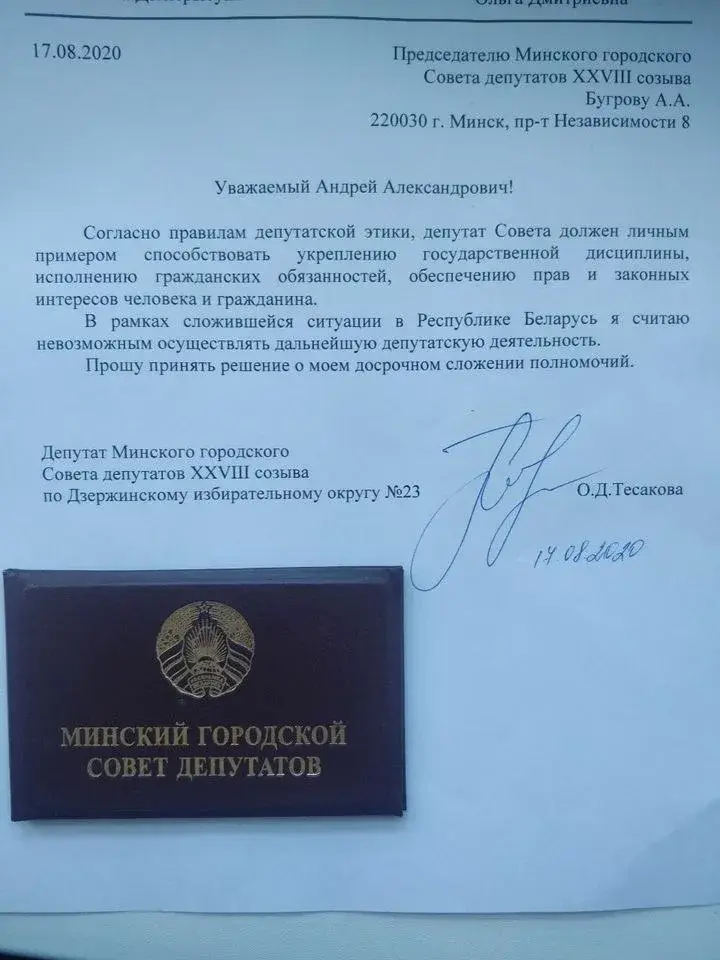 Ольга Дмитриевна
17.08.2020
Председателю Минского городского
Совета депутатов XXVIII созыва
Бугрову А.А.
220030 г. Минск, пр-т Независимости 8
Уважаемый Андрей Александрович!
Согласно правилам депутатской этики, депутат Совета должен личным
примером способствовать укреплению государственной дисциплины,
исполнению гражданских обязанностей, обеспечению прав и законных
интересов человека и гражданина.
В рамках сложившейся ситуации в Республике Беларусь я считаю
невозможным осуществлять дальнейшую депутатскую деятельность.
Прошу принять решение о моем досрочном сложении полномочий.
Депутат Минского городского
Совета депутатов XXVIII созыва
по Дзержинскому избирательному округу №23
О.Д.Тесакова
17.08.2020
МИНСКИЙ ГОРОДСКОЙ
СОВЕТ ДЕПУТАТОВ